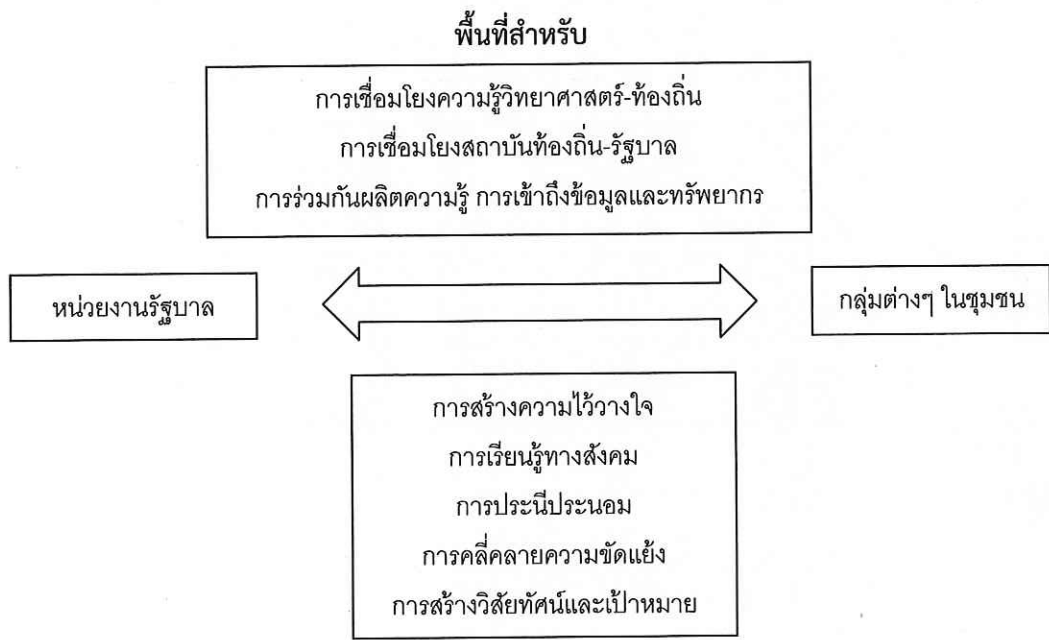 พื้นที่สำหรับ
การเชื่อมโยงความรู้วิทยาศาสตร์-ท้องถิ่น
การเชื่อมโยงสถาบันท้องถิ่น-รัฐบาล
การร่วมกันผลิตความรู้ การเข้าถึงข้อมูลและทรัพยากร
หน่วยงานรัฐบาล
กลุ่มต่างๆ ในชุมชน
การสร้างความไว้วางใจ
การเรียนรู้ทางสังคม
การประนีประนอม
การคลี่คลายความขัดแย้ง
การสร้างวิสัยทัศน์และเป้าหมาย